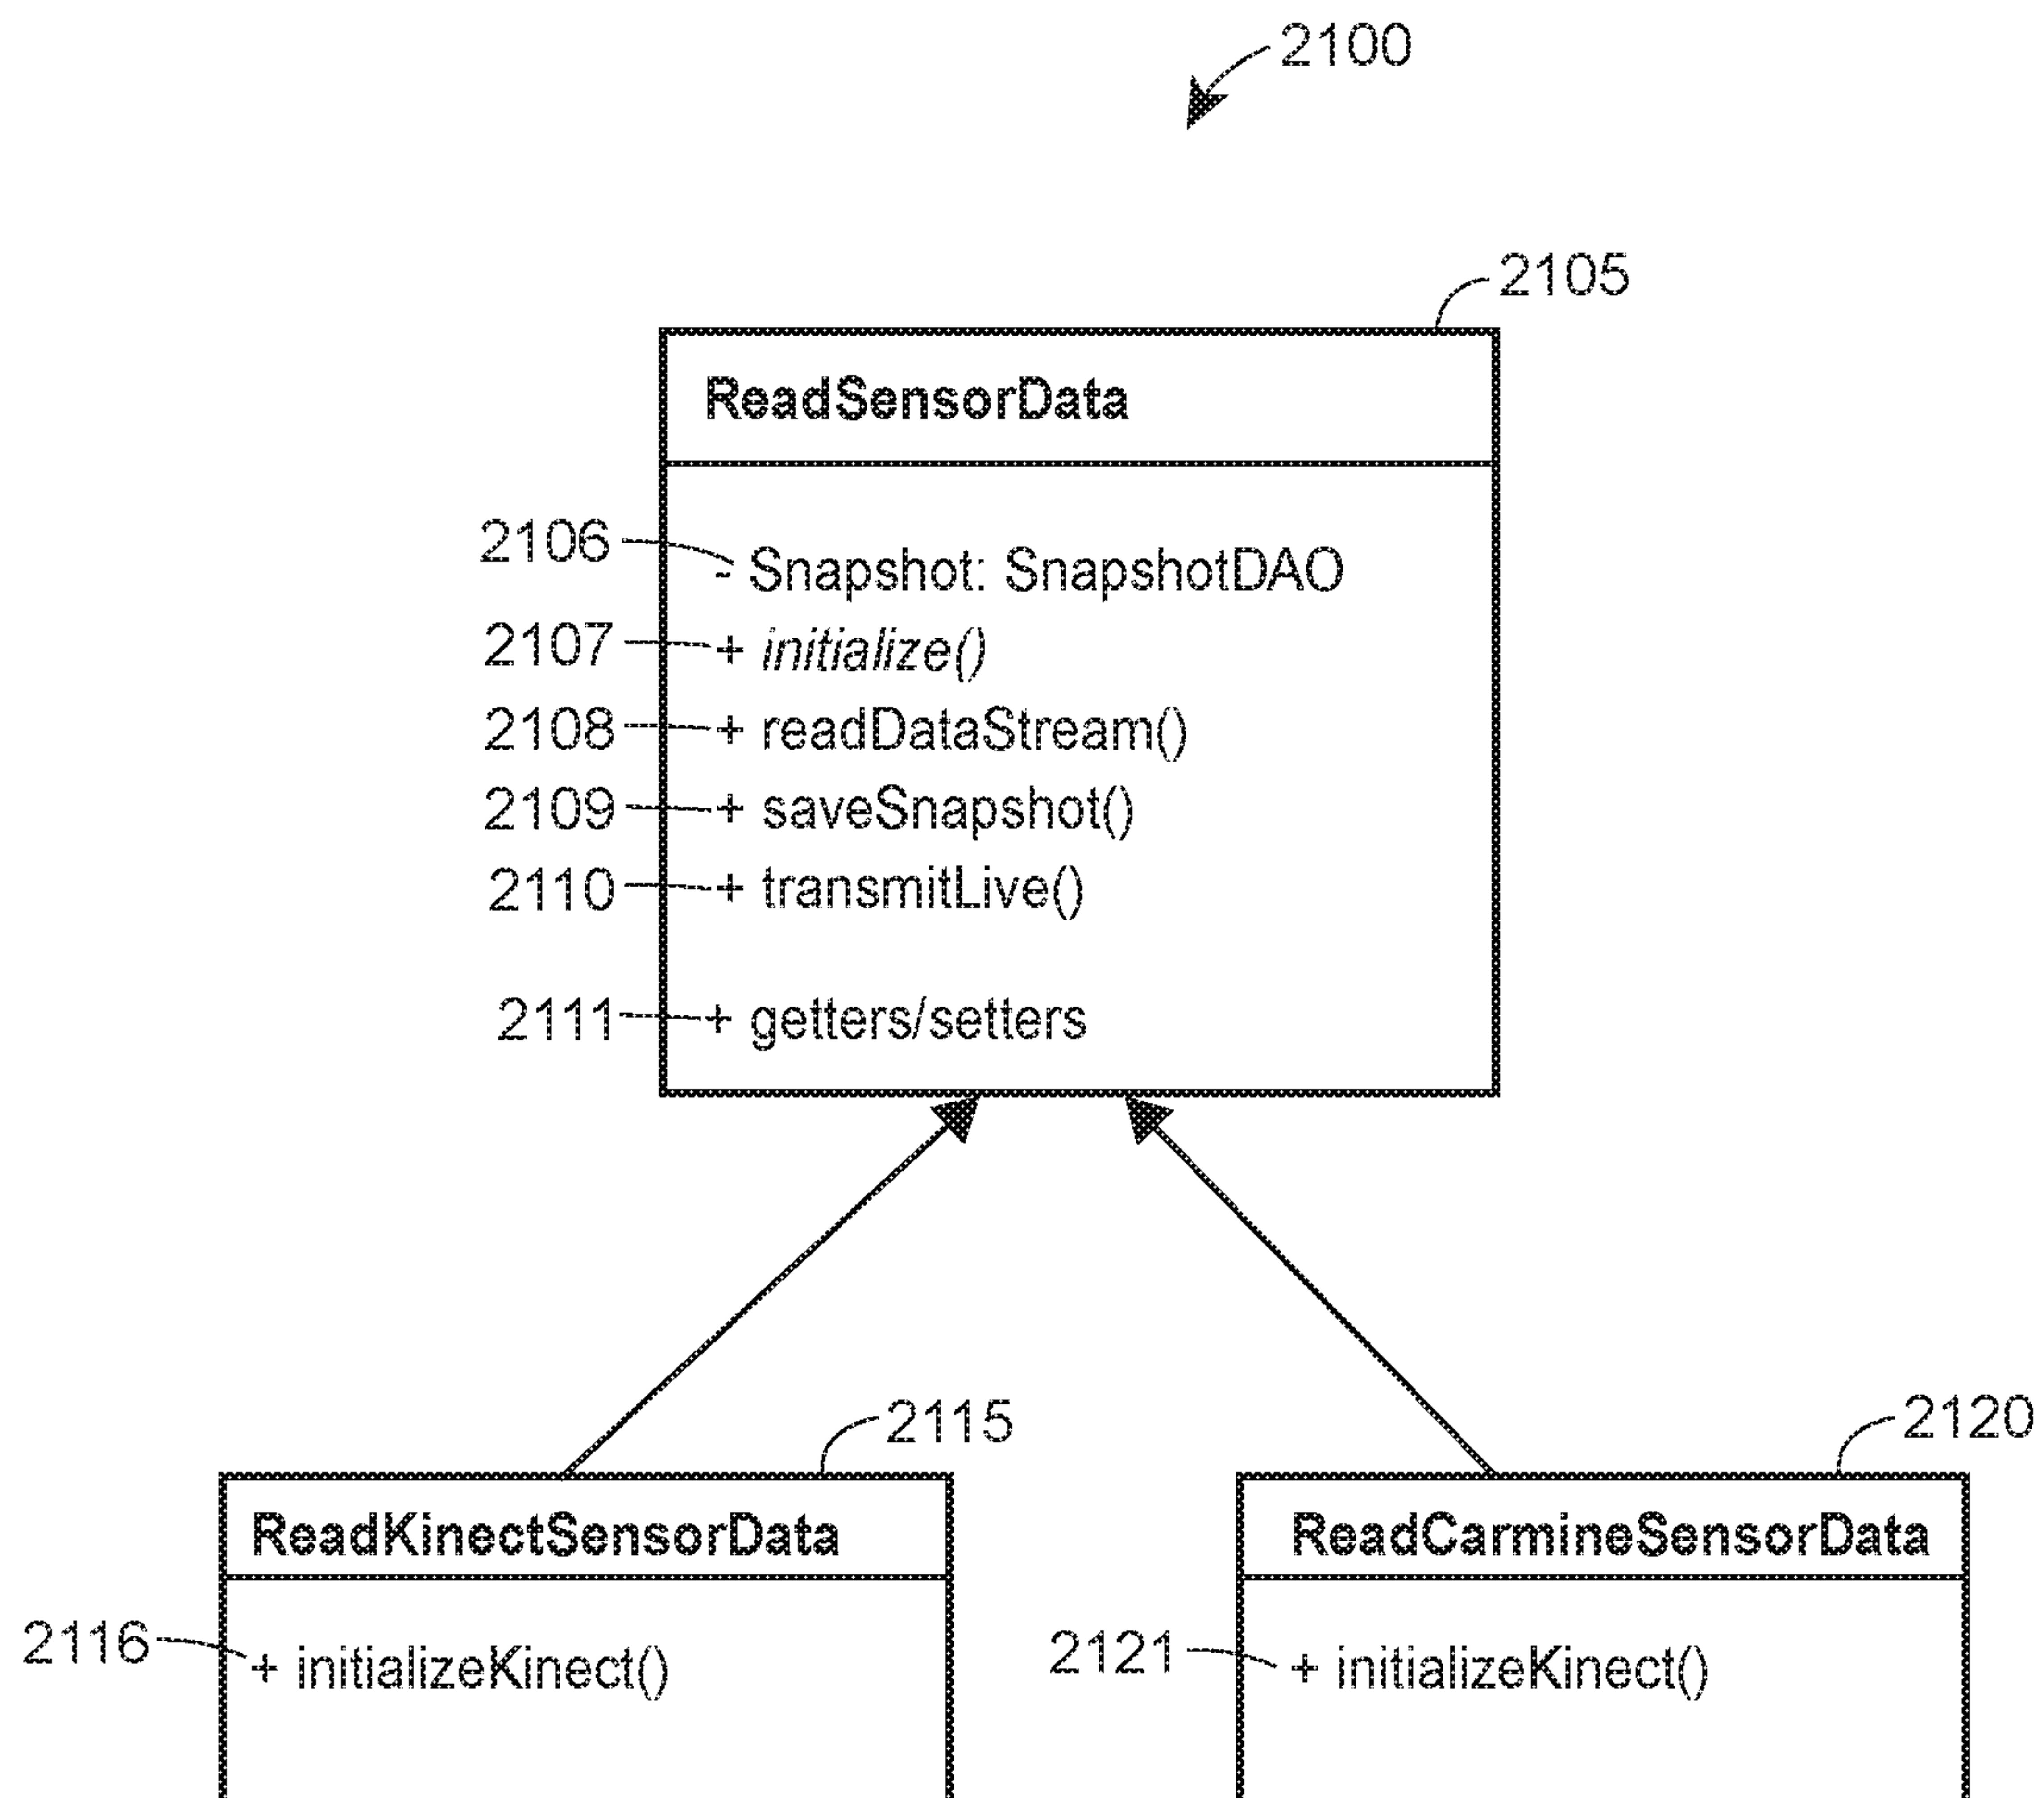 2100
2105
ReadSensorData
2106 - Snapshot: SnapshotDAO
2107 + initialize()
2108 + readDataStream()
2109 + saveSnapshot()
2110 + transmitLive()
2111 + getters/setters
2115
2120
ReadKinectSensorData
ReadCarmineSensorData
2116 + initializeKinect()
2121 + initializeKinect()